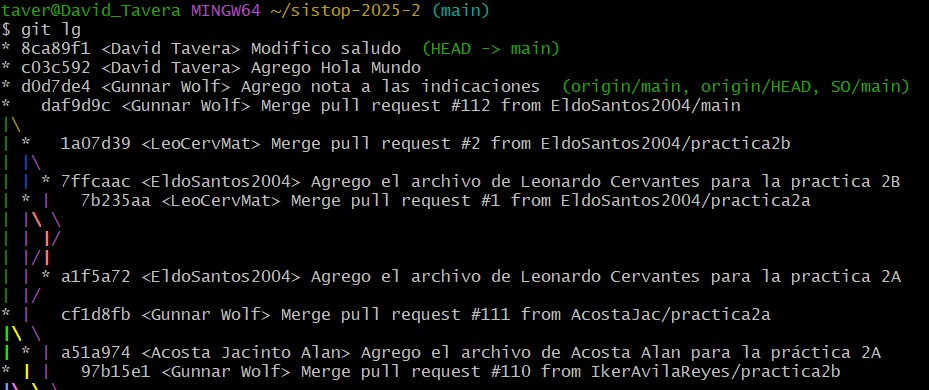 taver@David_Tavera MINGW64 ~/sistop-2025-2 (main)
$ git lg
* 8ca89f1 <David Tavera> Modifico saludo (HEAD -> main)
* c03c592 <David Tavera> Agrego Hola Mundo
* d0d7de4 <Gunnar Wolf> Agrego nota a las indicaciones (origin/main, origin/HEAD, SO/main)
*   daf9d9c <Gunnar Wolf> Merge pull request #112 from EldoSantos2004/main
|\
| *   1a07d39 <LeoCervMat> Merge pull request #2 from EldoSantos2004/practica2b
| |\
| | * 7ffcaac <EldoSantos2004> Agrego el archivo de Leonardo Cervantes para la practica 2B
| * |   7b235aa <LeoCervMat> Merge pull request #1 from EldoSantos2004/practica2a
| |\ \
| | |/
| |/|
| | * a1f5a72 <EldoSantos2004> Agrego el archivo de Leonardo Cervantes para la practica 2A
| |/
* |   cf1d8fb <Gunnar Wolf> Merge pull request #111 from AcostaJac/practica2a
|\ \
| * | a51a974 <Acosta Jacinto Alan> Agrego el archivo de Acosta Alan para la práctica 2A
* | |   97b15e1 <Gunnar Wolf> Merge pull request #110 from IkerAvilaReyes/practica2b
|\ \ \